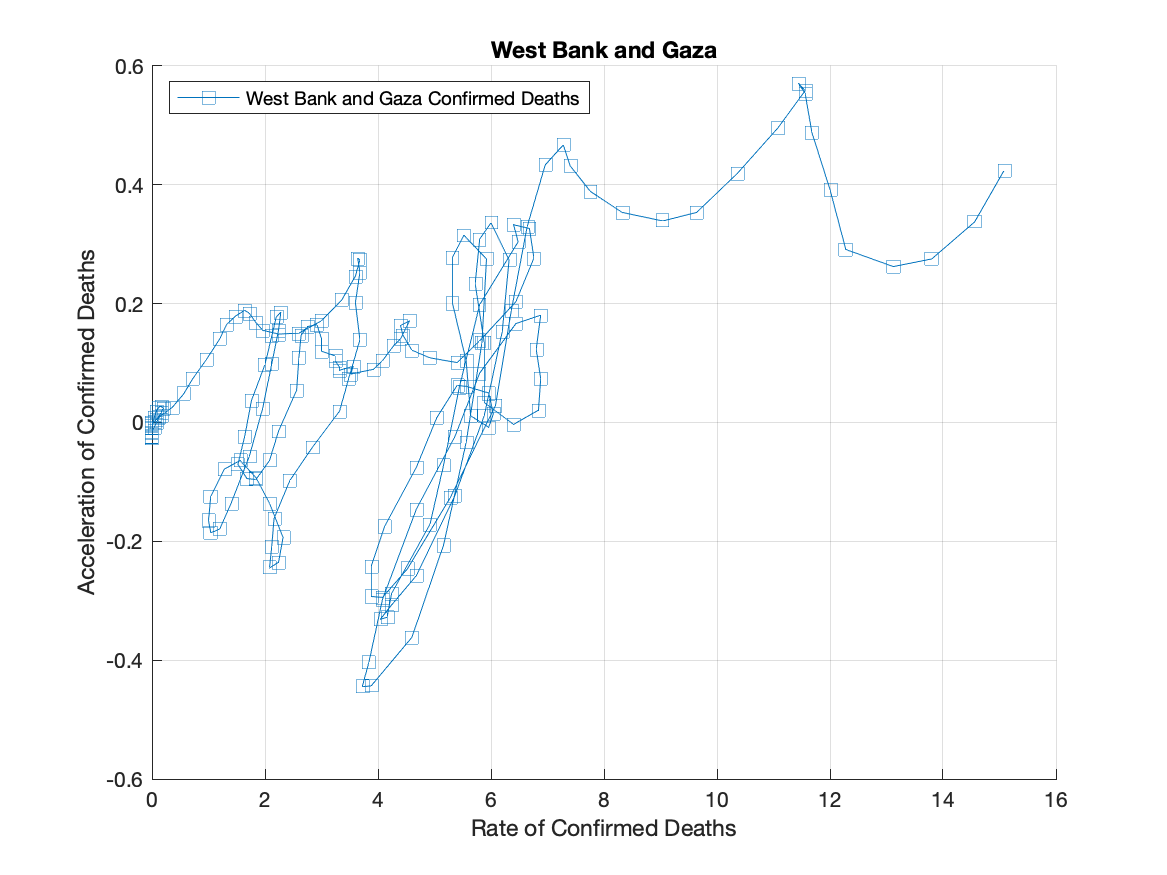 West Bank and Gaza
West Bank and Gaza Confirmed Deaths
0.6
0.4
0.2
0
-0.2
-0.4
-0.6
Acceleration of Confirmed Deaths
0 2 4 6 8 10 12 14 16
Rate of Confirmed Deaths